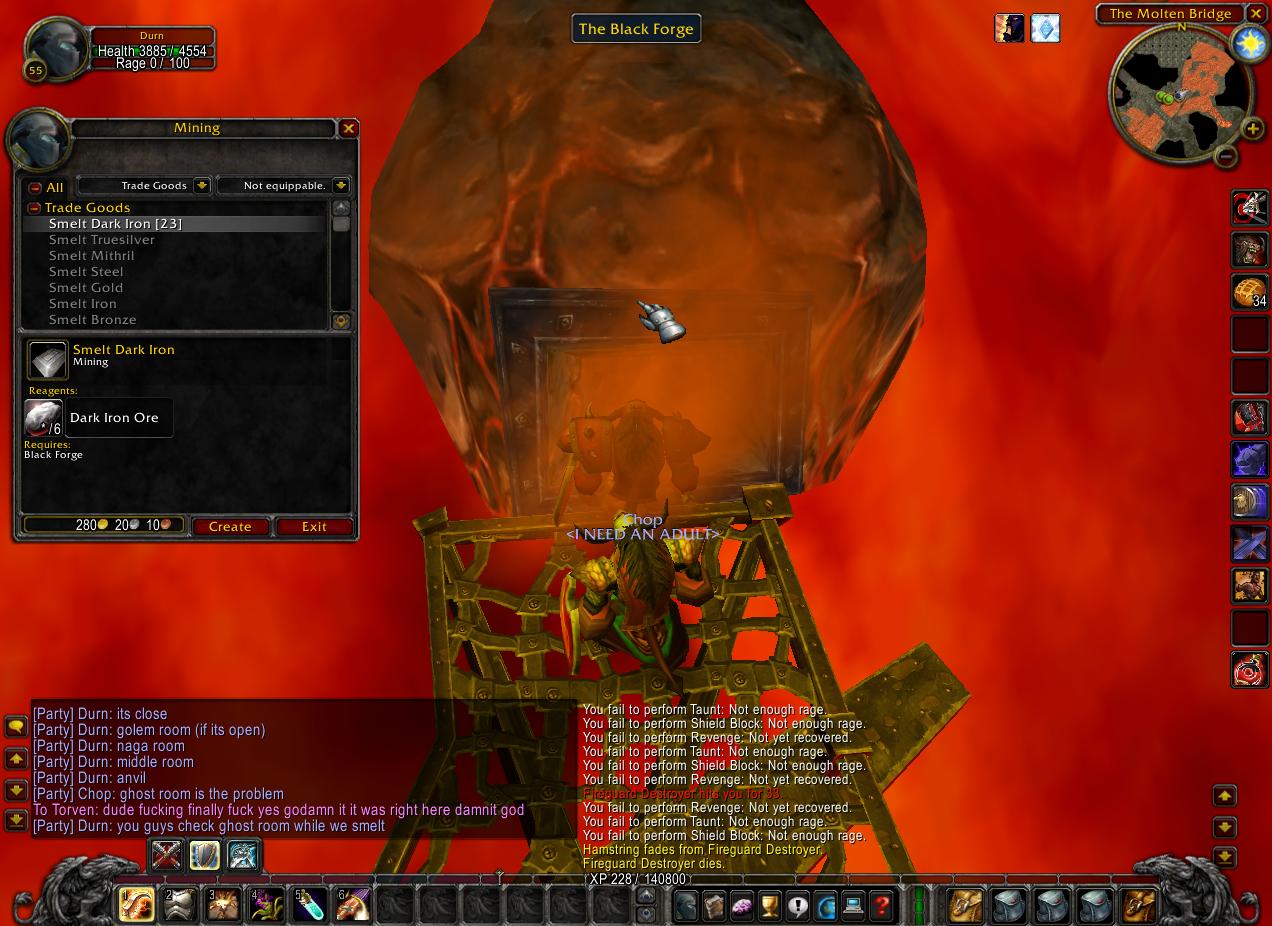 Durn
Health 3885 / 4554
Rage 0 / 100
55
The Black Forge
The Molten Bridge
N
Mining
All
Trade Goods
Not equippable.
Trade Goods
Smelt Dark Iron [23]
Smelt Truesilver
Smelt Mithril
Smelt Steel
Smelt Gold
Smelt Iron
Smelt Bronze
Smelt Dark Iron
Mining
Reagents:
/6
Dark Iron Ore
Requires:
Black Forge
280 20 10
Create
Exit
34
Chop
<I NEED AN ADULT>
[Party] Durn: its close
[Party] Durn: golem room (if its open)
[Party] Durn: naga room
[Party] Durn: middle room
[Party] Durn: anvil
[Party] Chop: ghost room is the problem
To Torven: dude fucking finally fuck yes godamn it it was right here damnit god
[Party] Durn: you guys check ghost room while we smelt
You fail to perform Taunt: Not enough rage.
You fail to perform Shield Block: Not enough rage.
You fail to perform Revenge: Not yet recovered.
You fail to perform Taunt: Not enough rage.
You fail to perform Shield Block: Not enough rage.
You fail to perform Revenge: Not yet recovered.
Fireguard Destroyer hits you for 33.
You fail to perform Revenge: Not yet recovered.
You fail to perform Taunt: Not enough rage.
You fail to perform Shield Block: Not enough rage.
Hamstring fades from Fireguard Destroyer.
Fireguard Destroyer dies.
XP 228 / 140800
1 2 3 4 5 6